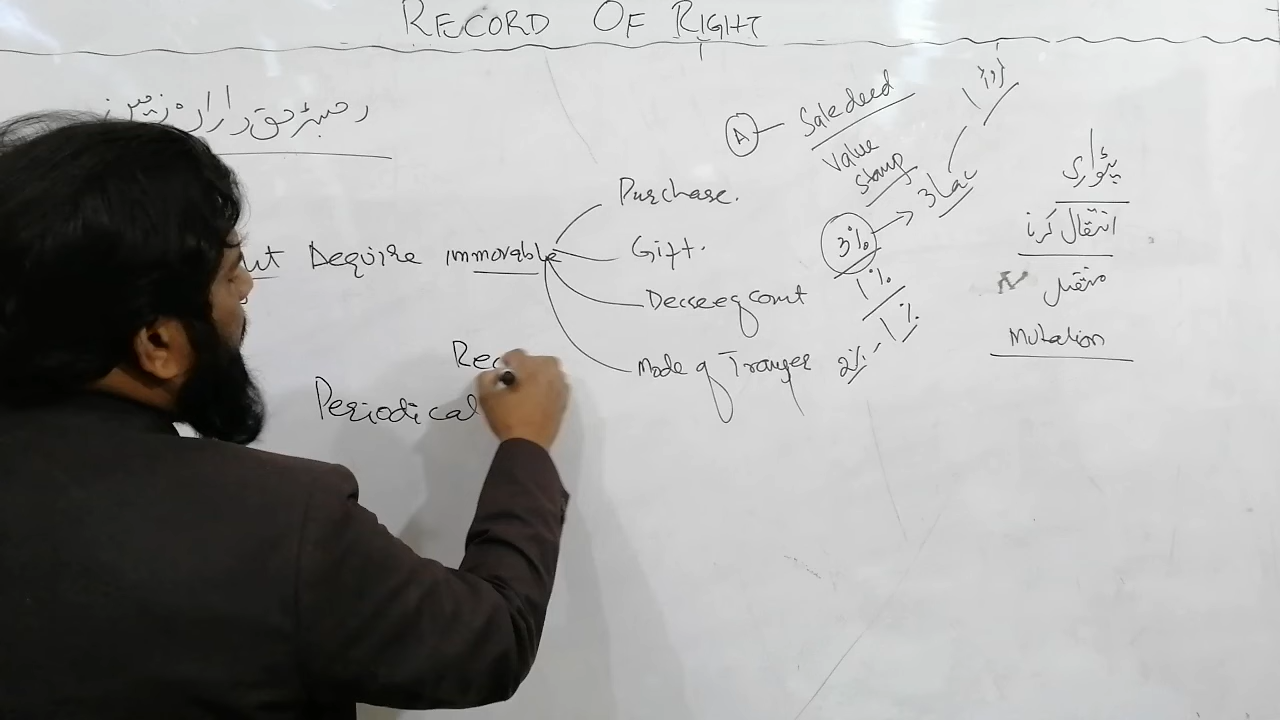 RECORD OF RIGHT
رجسٹر حق داران زمین
A Sale deed
Value
Stamp
3% → 3 Lac
1%
2% - 1%
Purchase.
Acquire immovable
Gift.
Decree of Court
Mode of Transfer
Periodical
Rec
پٹواری
انتقال کرنا
منتقل
Mutation